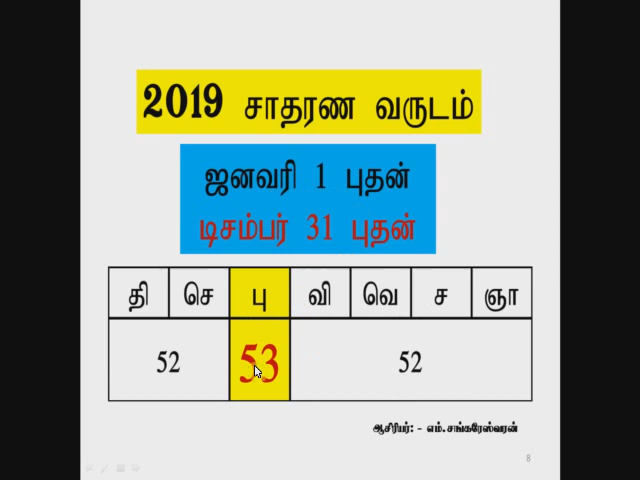 2019 சாதரண வருடம்
ஜனவரி 1 புதன்
டிசம்பர் 31 புதன்
தி செ பு வி வெ ச ஞா
52 53 52
ஆசிரியர்: - எம்.சங்கரேஸ்வரன்
8